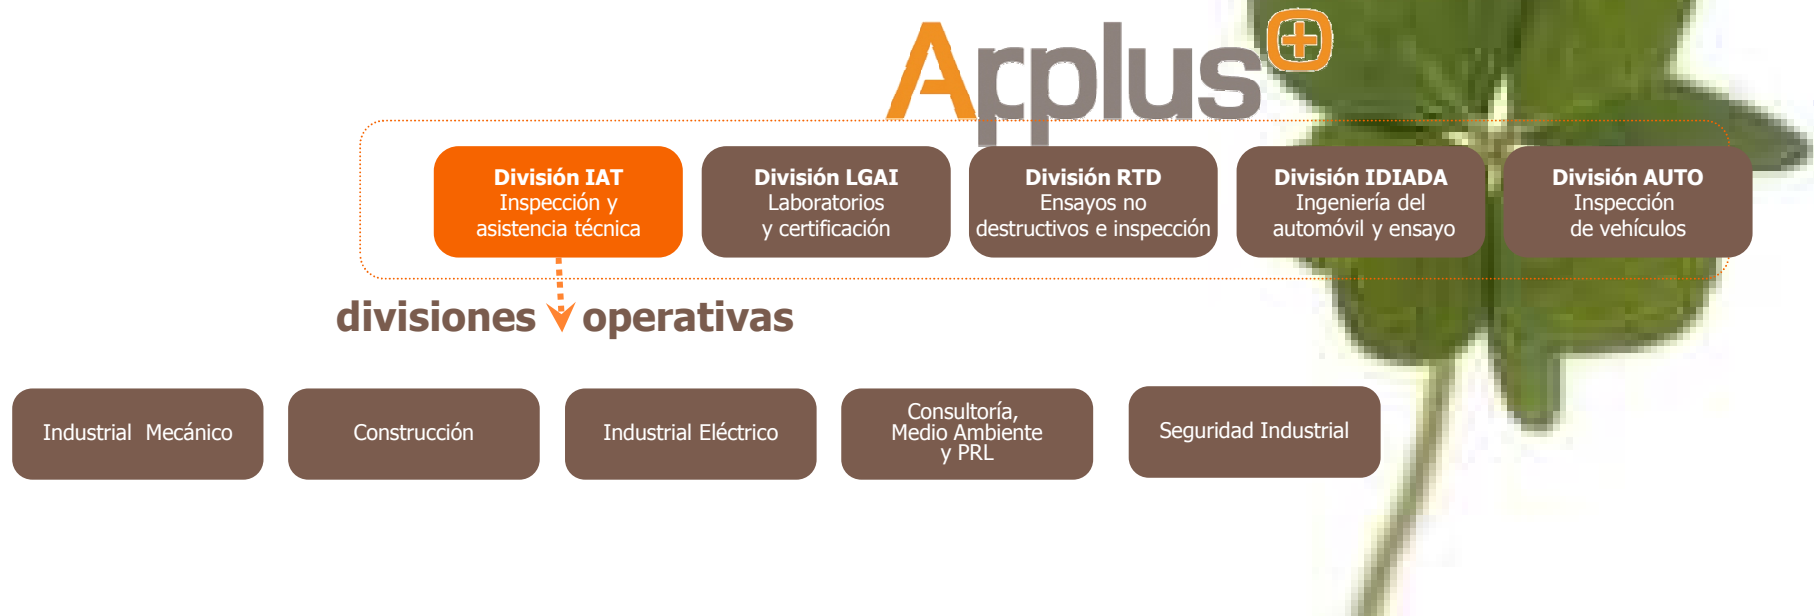 Applus+
División IAT
Inspección y
asistencia técnica
División LGAI
Laboratorios
y certificación
División RTD
Ensayos no
destructivos e inspección
División IDIADA
Ingeniería del
automóvil y ensayo
División AUTO
Inspección
de vehículos
divisiones operativas
Industrial Mecánico
Construcción
Industrial Eléctrico
Consultoría,
Medio Ambiente
y PRL
Seguridad Industrial